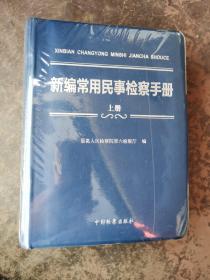 XINBIAN CHANGYONG MINSHI JIANCHA SHOUCE
新编常用民事检察手册
上册
最高人民检察院第六检察厅 编
中国检察出版社